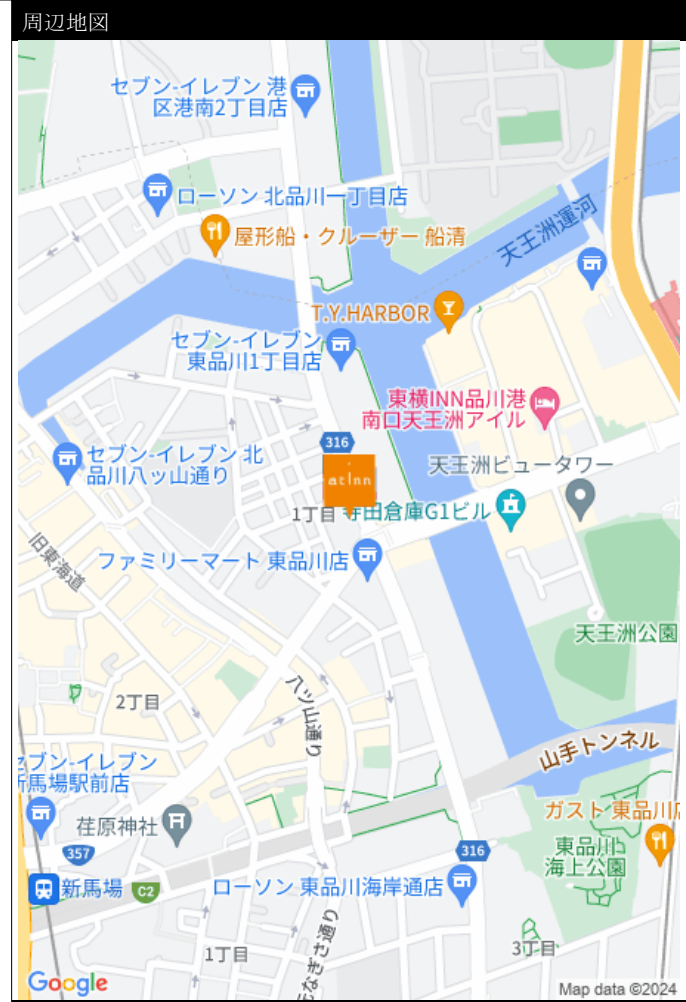 周辺地図
セブン-イレブン 港
区港南2丁目店
ローソン 北品川一丁目店
天王洲運河
屋形船・クルーザー 船清
T.Y.HARBOR
セブン-イレブン
東品川1丁目店
東横INN品川港
南口天王洲アイル
316
セブン-イレブン 北
品川八ッ山通り
天王洲ビュータワー
at inn
1丁目
寺田倉庫G1ビル
旧東海道
ファミリーマート 東品川店
天王洲公園
2丁目
八ッ山通り
山手トンネル
セブン-イレブン
新馬場駅前店
ガスト 東品川店
荏原神社
東品川
海上公園
357
316
新馬場
C2
ローソン 東品川海岸通店
元なぎさ通り
1丁目
3丁目
Google
Map data ©2024